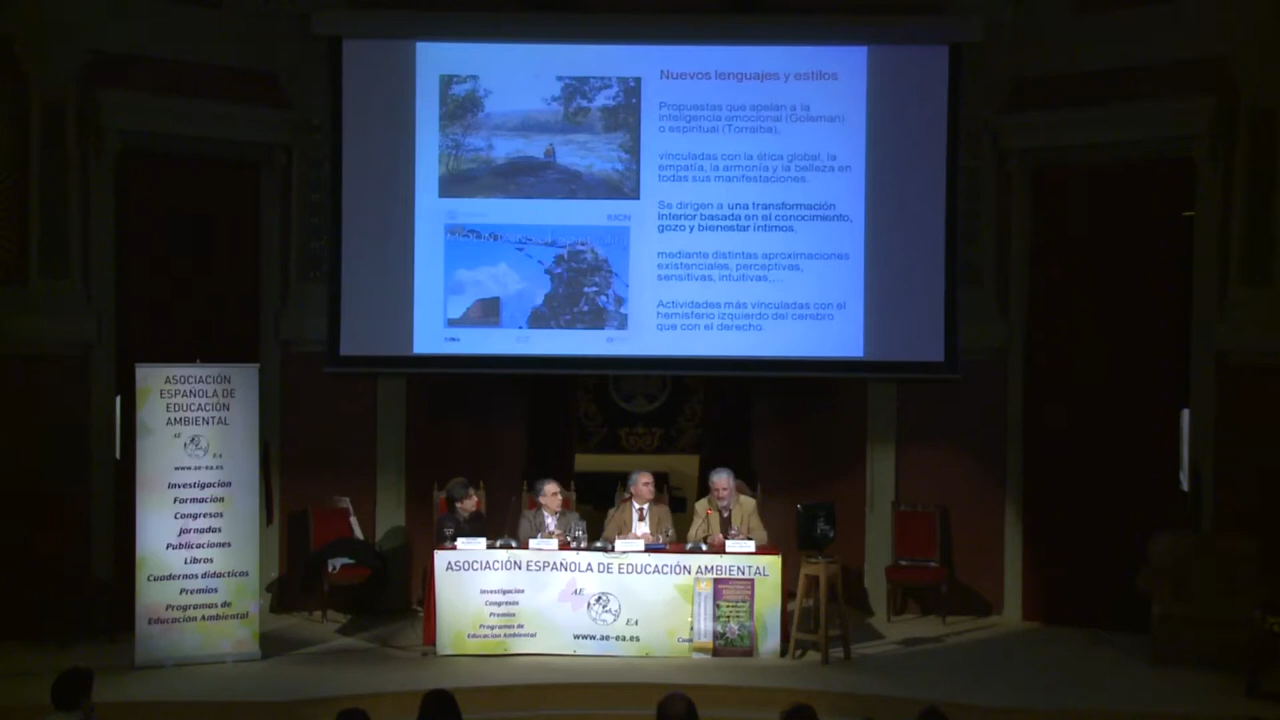 Nuevos lenguajes y estilos
Propuestas que apelan a la
inteligencia emocional (Goleman)
o espiritual (Torralba),
vinculadas con la ética global, la
empatía, la armonía y la belleza en
todas sus manifestaciones.
Se dirigen a una transformación
interior basada en el conocimiento,
gozo y bienestar íntimos,
mediante distintas aproximaciones
existenciales, perceptivas,
sensitivas, intuitivas,...
Actividades más vinculadas con el
hemisferio izquierdo del cerebro
que con el derecho.
IUCN
ASOCIACIÓN
ESPAÑOLA DE
EDUCACIÓN
AMBIENTAL
AE
EA
www.ae-ea.es
Investigación
Formación
Congresos
Jornadas
Publicaciones
Libros
Cuadernos didácticos
Premios
Programas de
Educación Ambiental
ASOCIACIÓN ESPAÑOLA DE EDUCACIÓN AMBIENTAL
Investigación
Congresos
Premios
Programas de
Educación Ambiental
AE
EA
www.ae-ea.es